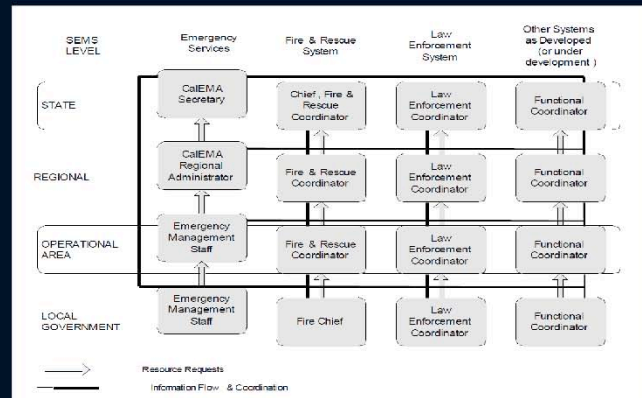 SEMS
LEVEL
Emergency
Services
Fire & Rescue
System
Law
Enforcement
System
Other Systems
as Developed
(or under
development )
STATE
CalEMA
Secretary
Chief, Fire &
Rescue
Coordinator
Law
Enforcement
Coordinator
Functional
Coordinator
REGIONAL
CalEMA
Regional
Administrator
Fire & Rescue
Coordinator
Law
Enforcement
Coordinator
Functional
Coordinator
OPERATIONAL
AREA
Emergency
Management
Staff
Fire & Rescue
Coordinator
Law
Enforcement
Coordinator
Functional
Coordinator
LOCAL
GOVERNMENT
Emergency
Management
Staff
Fire Chief
Law
Enforcement
Coordinator
Functional
Coordinator
Resource Requests
Information Flow & Coordination